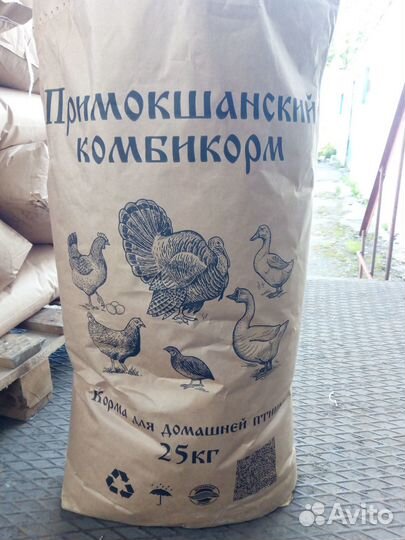 Примокшанский
комбикорм
Корма для домашней птицы
25кг
Avito